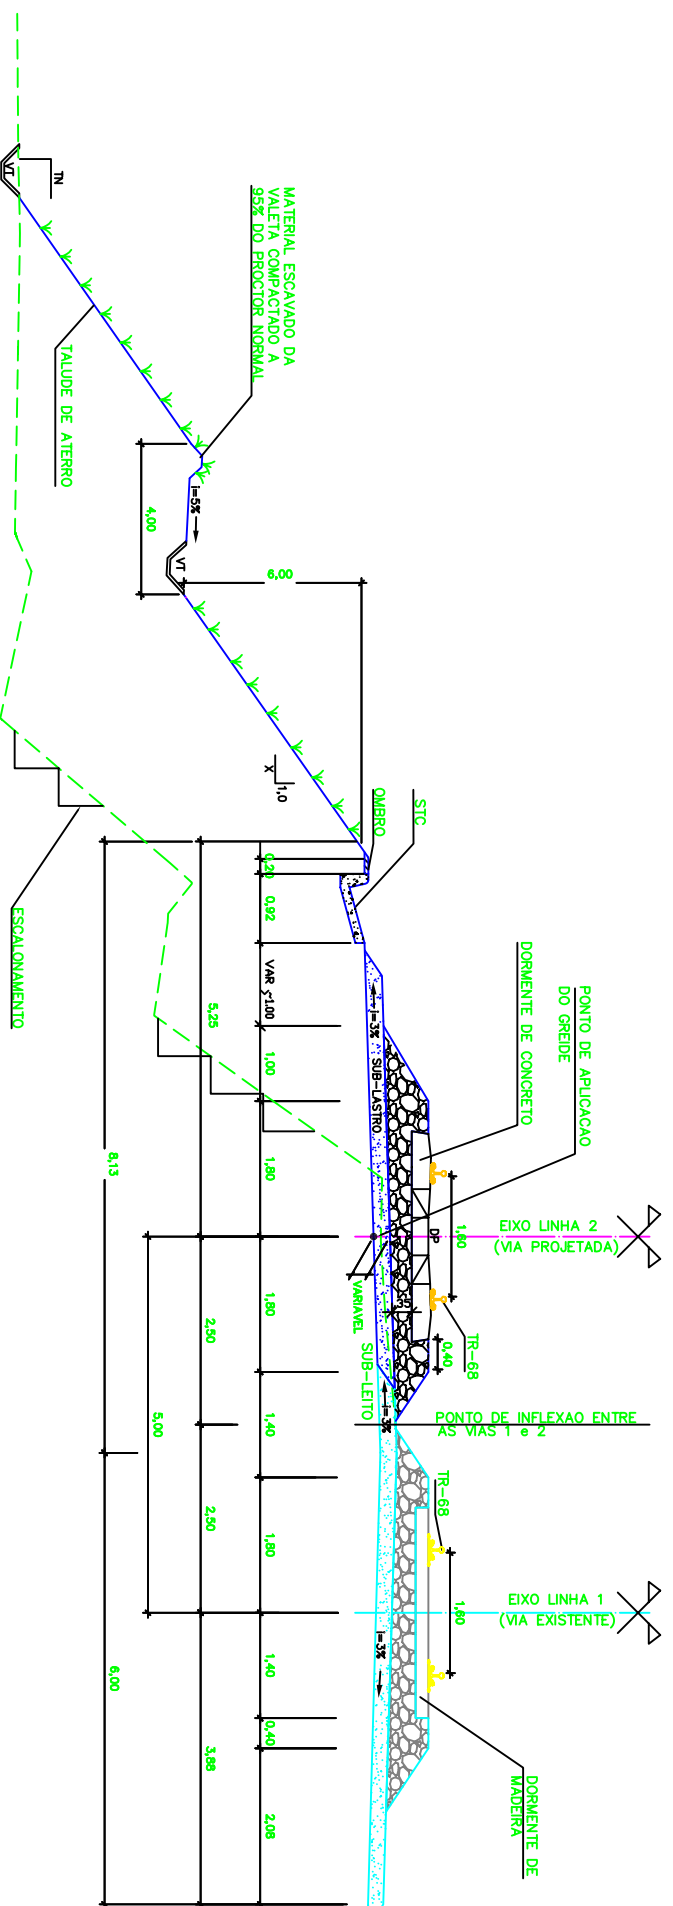 TN
VT
MATERIAL ESCAVADO DA
VALETA COMPACTADO A
95% DO PROCTOR NORMAL
TALUDE DE ATERRO
4,00
i=5%
VT
6,00
X
1,0
OMBRO
STC
ESCALONAMENTO
0,20
0,92
VAR >~1.00
1,00
1,80
1,80
1,40
1,80
1,40
0,40
2,08
5,25
2,50
2,50
3,88
8,13
5,00
6,00
i=3%
SUB-LASTRO
DORMENTE DE CONCRETO
PONTO DE APLICACAO
DO GREIDE
1,60
DP
EIXO LINHA 2
(VIA PROJETADA)
VARIAVEL
35
TR-68
0,40
SUB-LEITO
i=3%
PONTO DE INFLEXAO ENTRE
AS VIAS 1 e 2
TR-68
1,60
EIXO LINHA 1
(VIA EXISTENTE)
i=3%
DORMENTE DE
MADEIRA